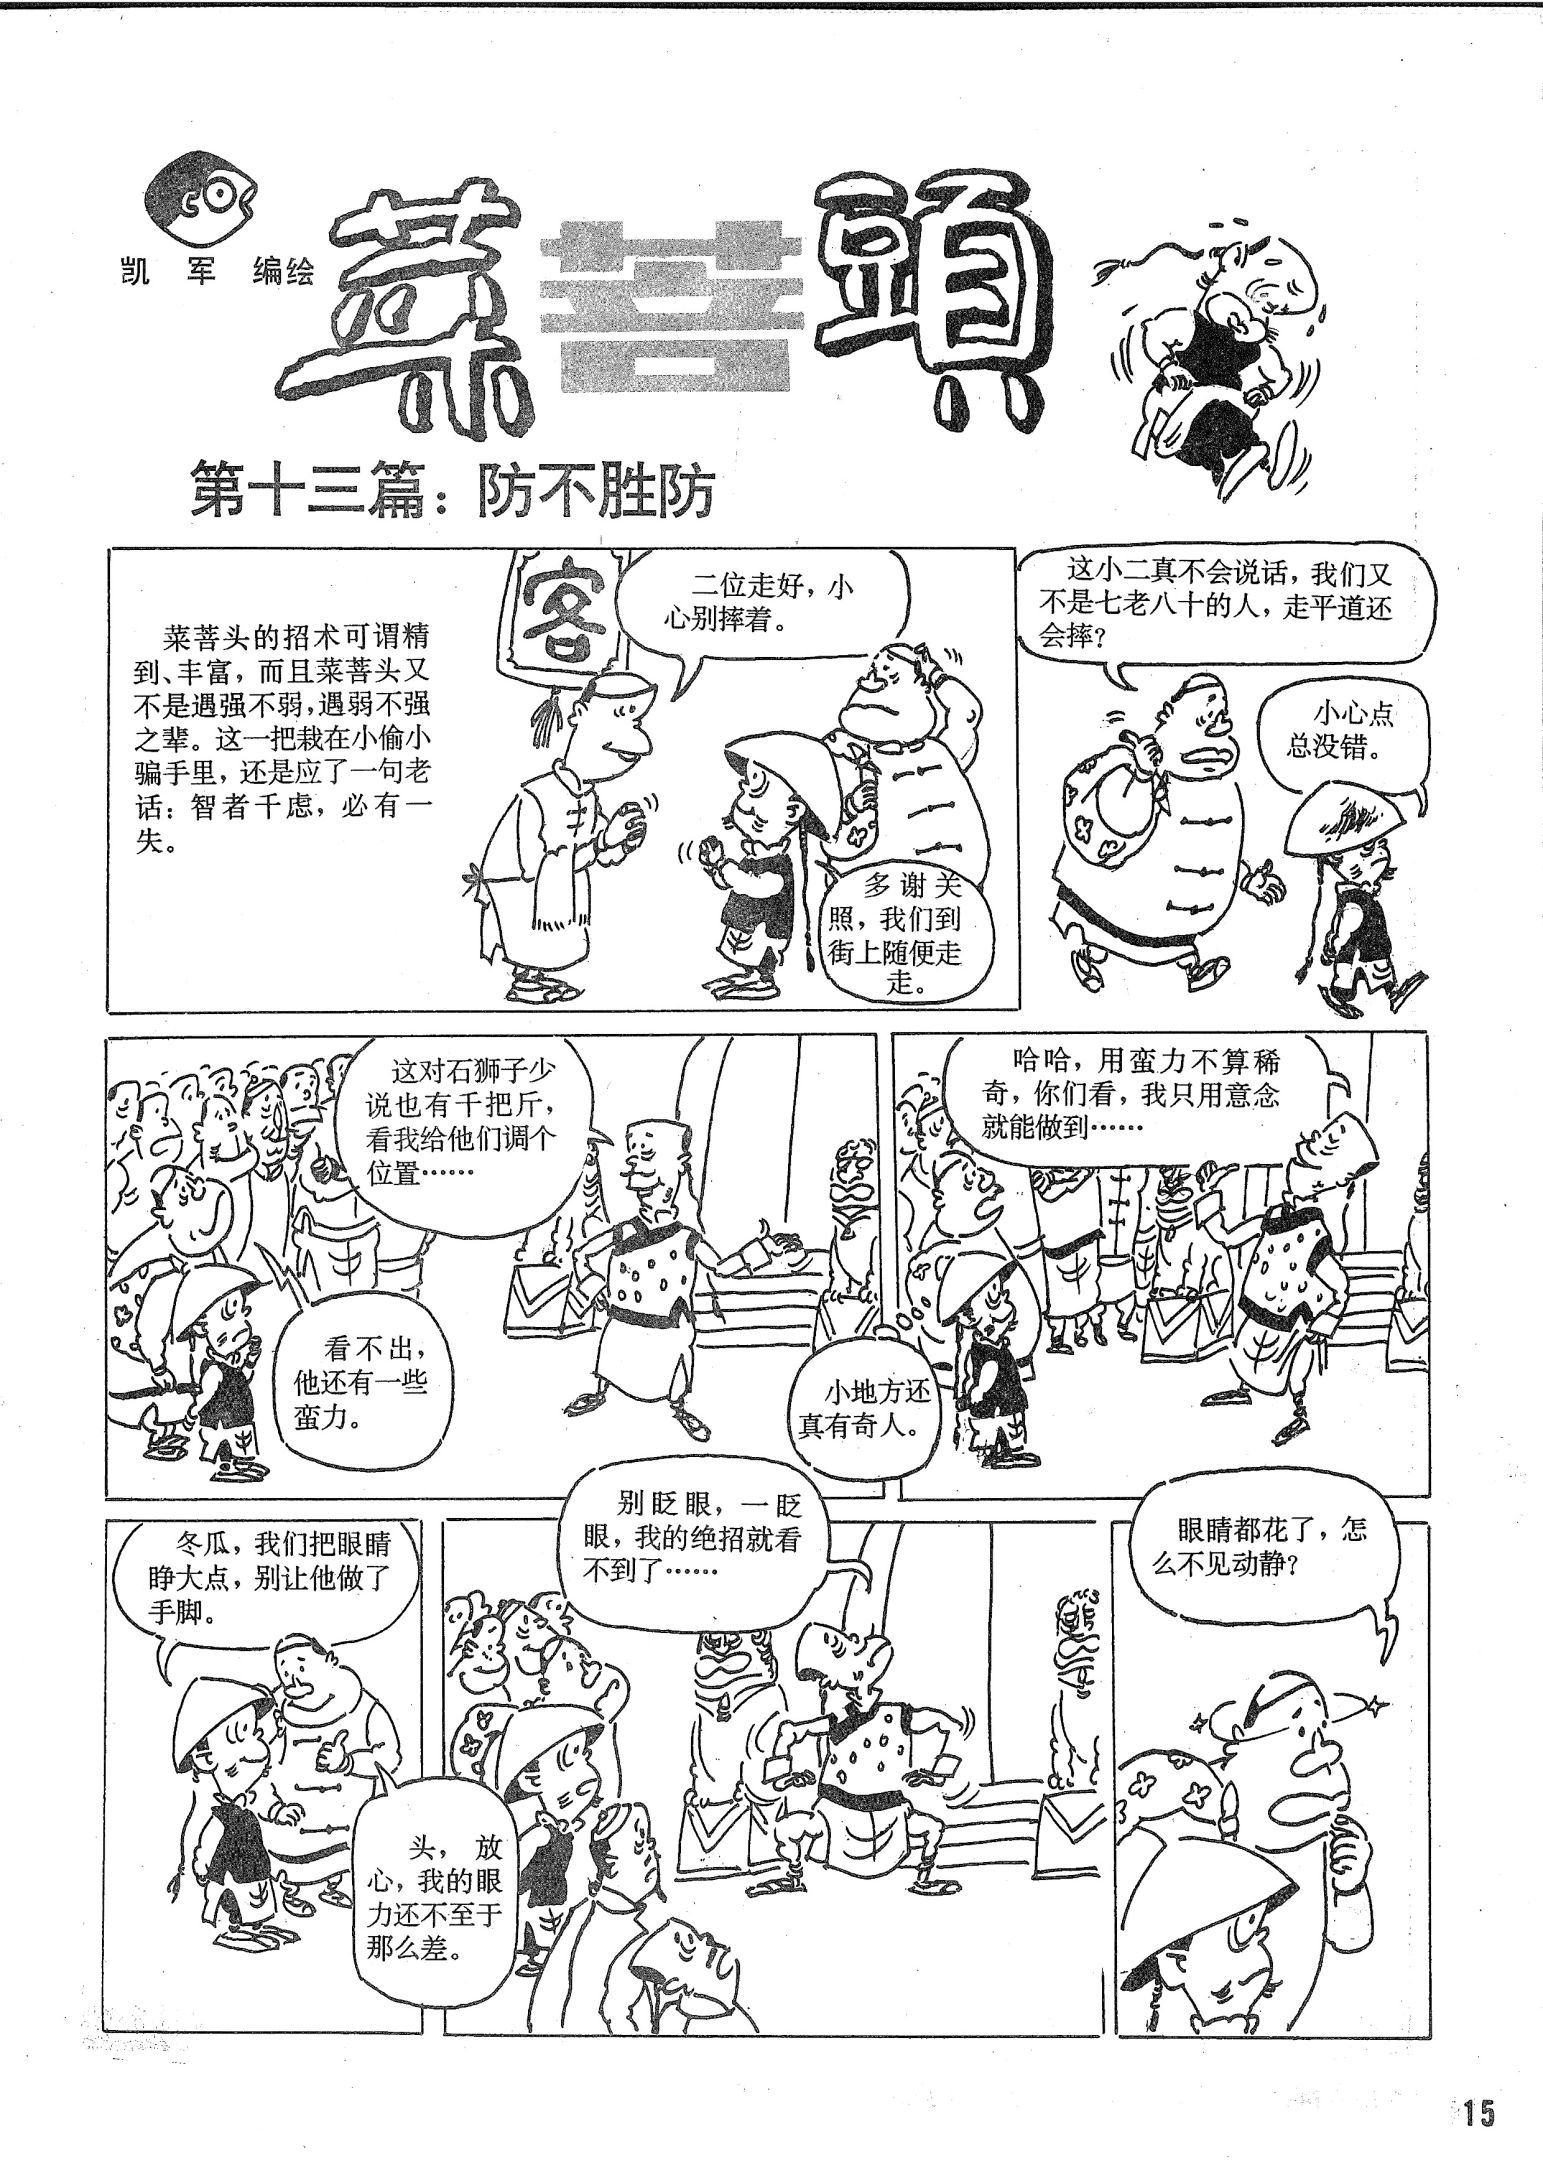 凯 军 编绘
菜菩頭
第十三篇：防不胜防
菜菩头的招术可谓精
到、丰富，而且菜菩头又
不是遇强不弱，遇弱不强
之辈。这一把栽在小偷小
骗手里，还是应了一句老
话：智者千虑，必有一
失。
客
二位走好，小
心别摔着。
多谢关
照，我们到
街上随便走
走。
这小二真不会说话，我们又
不是七老八十的人，走平道还
会摔？
小心点
总没错。
这对石狮子少
说也有千把斤，
看我给他们调个
位置……
看不出，
他还有一些
蛮力。
哈哈，用蛮力不算稀
奇，你们看，我只用意念
就能做到……
小地方还
真有奇人。
冬瓜，我们把眼睛
睁大点，别让他做了
手脚。
头，放
心，我的眼
力还不至于
那么差。
别眨眼，一眨
眼，我的绝招就看
不到了……
眼睛都花了，怎
么不见动静？
15